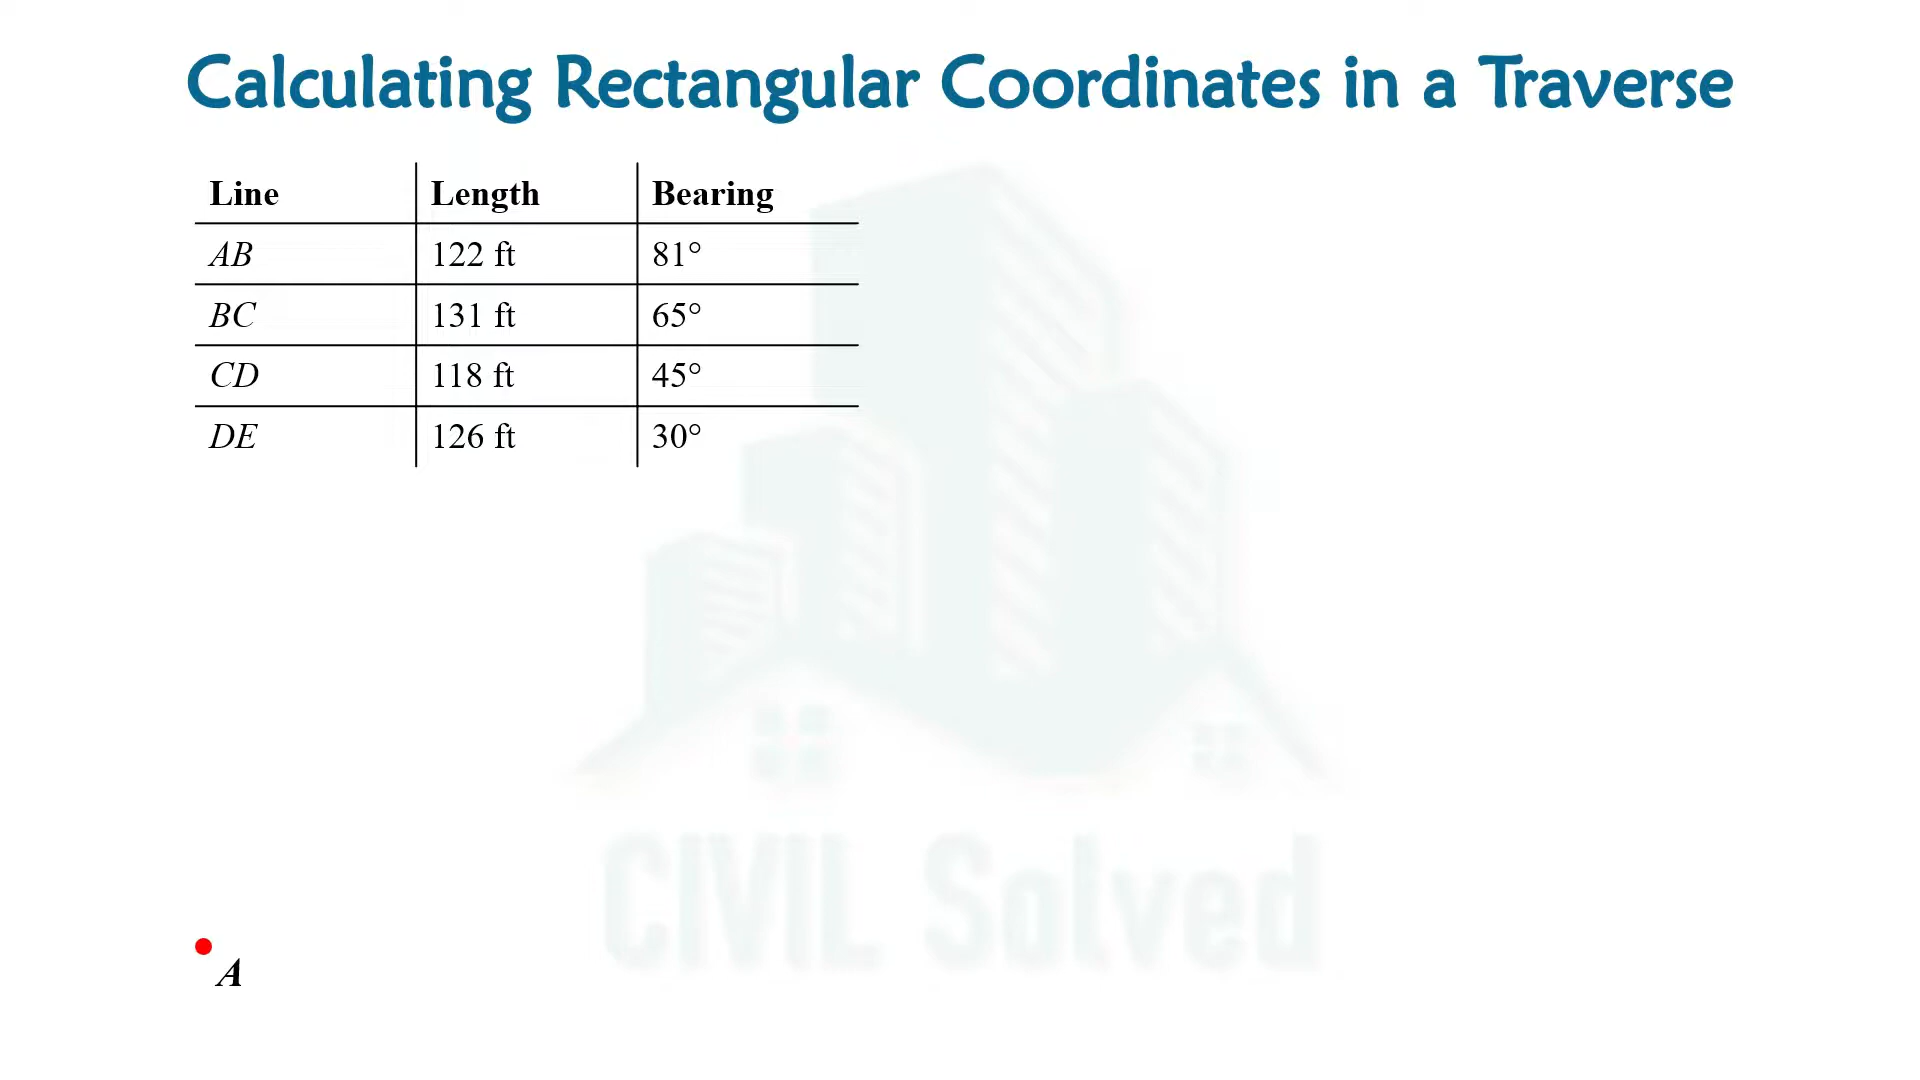 Calculating Rectangular Coordinates in a Traverse
Line Length Bearing
AB 122 ft 81°
BC 131 ft 65°
CD 118 ft 45°
DE 126 ft 30°
CIVIL Solved
A